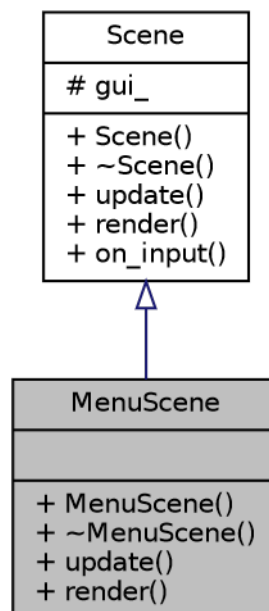 Scene
# gui_
+ Scene()
+ ~Scene()
+ update()
+ render()
+ on_input()
MenuScene
+ MenuScene()
+ ~MenuScene()
+ update()
+ render()